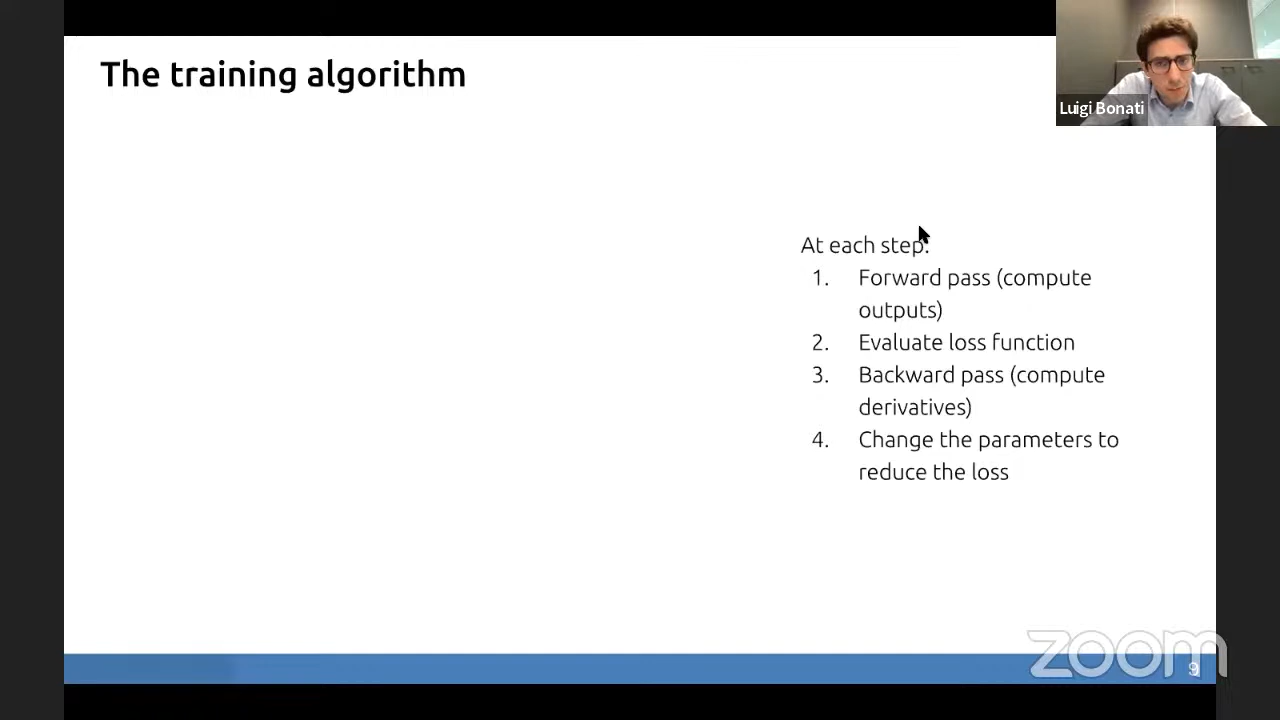 The training algorithm
Luigi Bonati
At each step:
1. Forward pass (compute
outputs)
2. Evaluate loss function
3. Backward pass (compute
derivatives)
4. Change the parameters to
reduce the loss
zoom
9